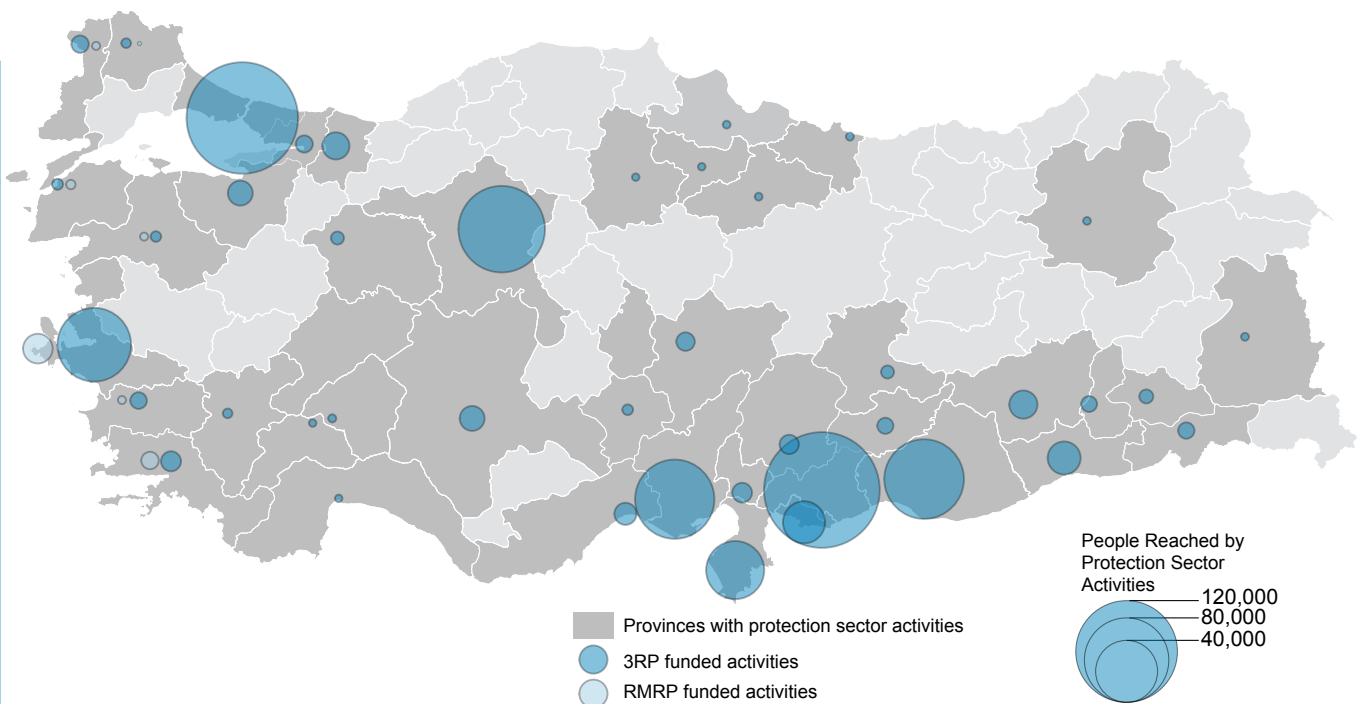 People Reached by
Protection Sector
Activities
120,000
80,000
40,000
Provinces with protection sector activities
3RP funded activities
RMRP funded activities